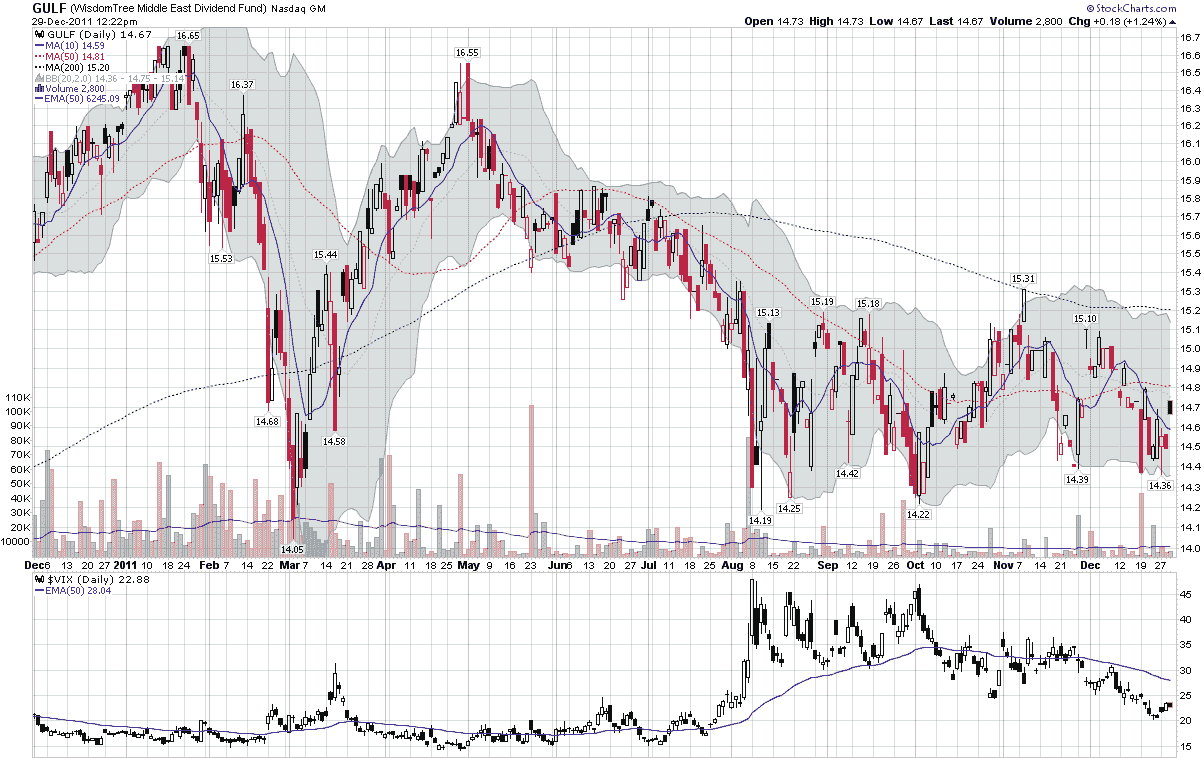 GULF (WisdomTree Middle East Dividend Fund) Nasdaq GM © StockCharts.com
29-Dec-2011 12:22pm Open 14.73 High 14.73 Low 14.67 Last 14.67 Volume 2,800 Chg +0.18 (+1.24%)
GULF (Daily) 14.67
MA(10) 14.59
MA(50) 14.81
MA(200) 15.20
BB(20,2.0) 14.36 - 14.75 - 15.14
Volume 2,800
EMA(50) 6245.09
16.65
16.55
16.37
15.53
15.44
15.31
15.19
15.18
15.13
15.10
14.68
14.58
14.42
14.39
14.36
14.25
14.22
14.19
14.05
16.7
16.6
16.5
16.4
16.3
16.2
16.1
16.0
15.9
15.8
15.7
15.6
15.5
15.4
15.3
15.2
15.1
15.0
14.9
14.8
14.7
14.6
14.5
14.4
14.3
14.2
14.1
14.0
110K
100K
90K
80K
70K
60K
50K
40K
30K
20K
10000
Dec 6 13 20 27 2011 10 18 24 Feb 7 14 22 Mar 7 14 21 28 Apr 11 18 25 May 9 16 23 Jun 6 13 20 27 Jul 11 18 25 Aug 8 15 22 Sep 12 19 26 Oct 10 17 24 Nov 7 14 21 Dec 12 19 27
$VIX (Daily) 22.88
EMA(50) 28.04
45
40
35
30
25
20
15